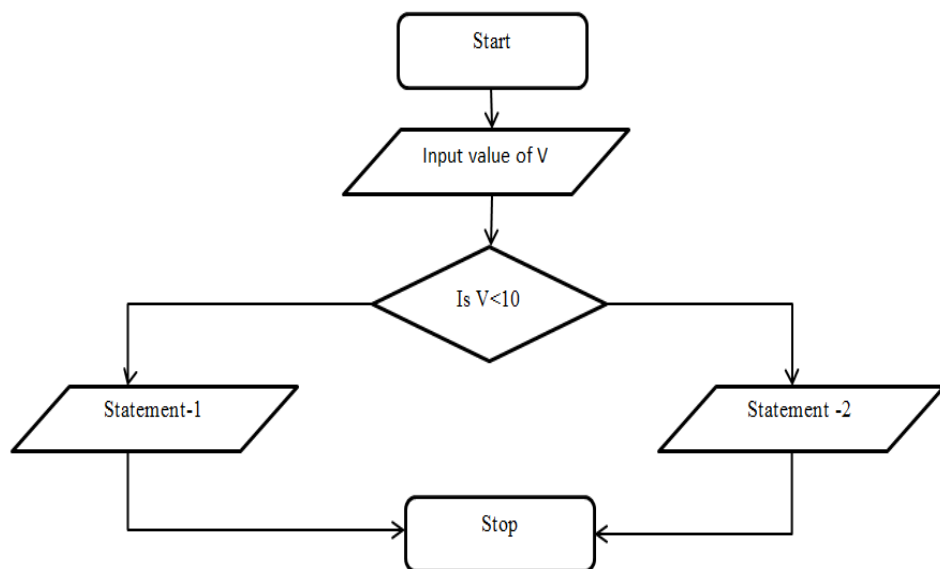 Start
Input value of V
Is V<10
Statement-1
Statement -2
Stop